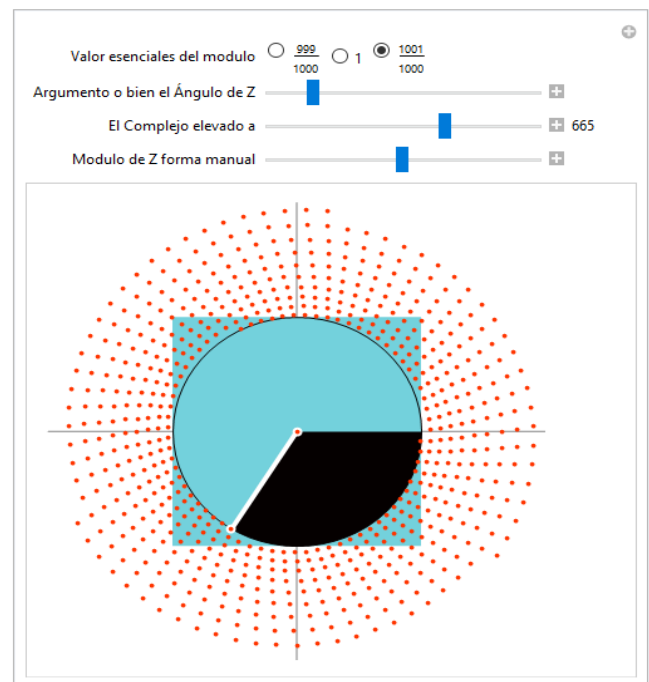 Valor esenciales del modulo 999/1000 1 1001/1000
Argumento o bien el Ángulo de Z
El Complejo elevado a 665
Modulo de Z forma manual